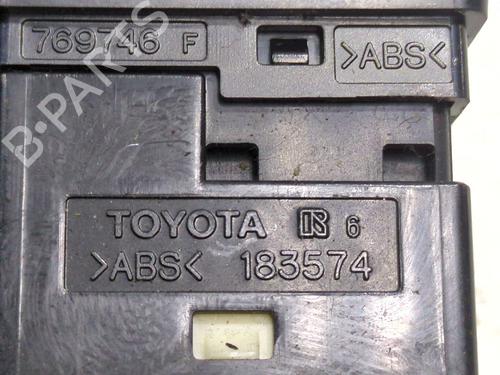 769746 F
>ABS<
B-PARTS
TOYOTA R 6
>ABS< 183574